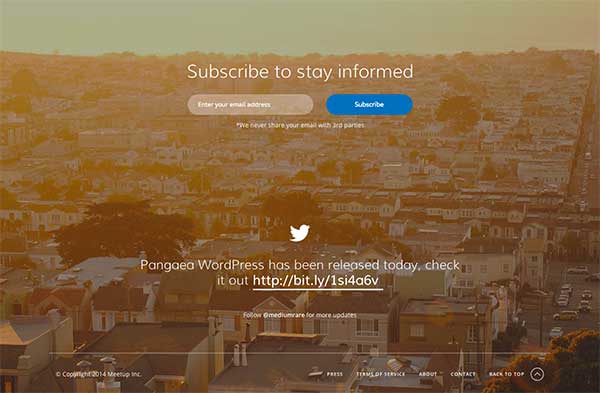 Subscribe to stay informed
Enter your email address
Subscribe
*We never share your email with 3rd parties
Pangaea WordPress has been released today, check
it out http://bit.ly/1si4a6v
Follow @mediumrare for more updates
© Copyright 2014 Meetup Inc.
PRESS
TERMS OF SERVICE
ABOUT
CONTACT
BACK TO TOP